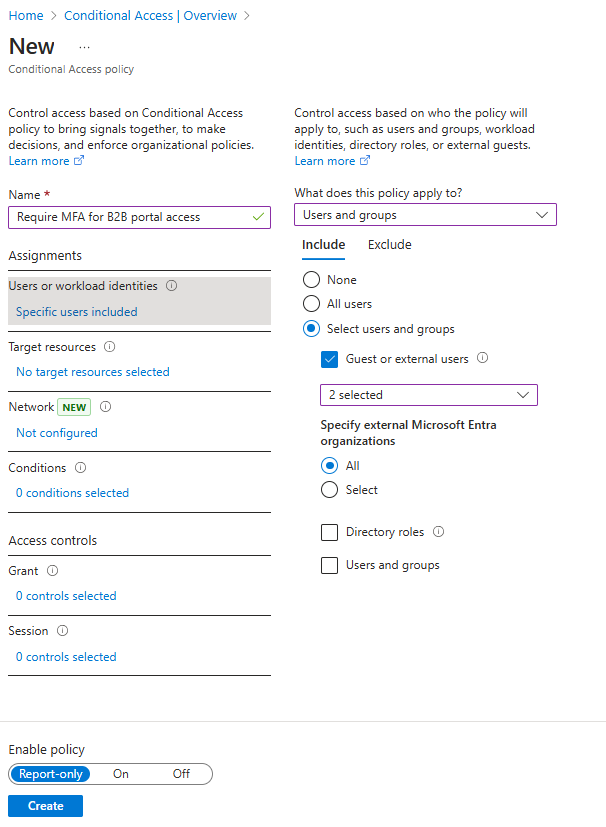 Home > Conditional Access | Overview >
New ...
Conditional Access policy
Control access based on Conditional Access
policy to bring signals together, to make
decisions, and enforce organizational policies.
Learn more
Name *
Require MFA for B2B portal access
Assignments
Users or workload identities
Specific users included
Target resources
No target resources selected
Network NEW
Not configured
Conditions
0 conditions selected
Access controls
Grant
0 controls selected
Session
0 controls selected
Control access based on who the policy will
apply to, such as users and groups, workload
identities, directory roles, or external guests.
Learn more
What does this policy apply to?
Users and groups
Include Exclude
None
All users
Select users and groups
Guest or external users
2 selected
Specify external Microsoft Entra
organizations
All
Select
Directory roles
Users and groups
Enable policy
Report-only On Off
Create